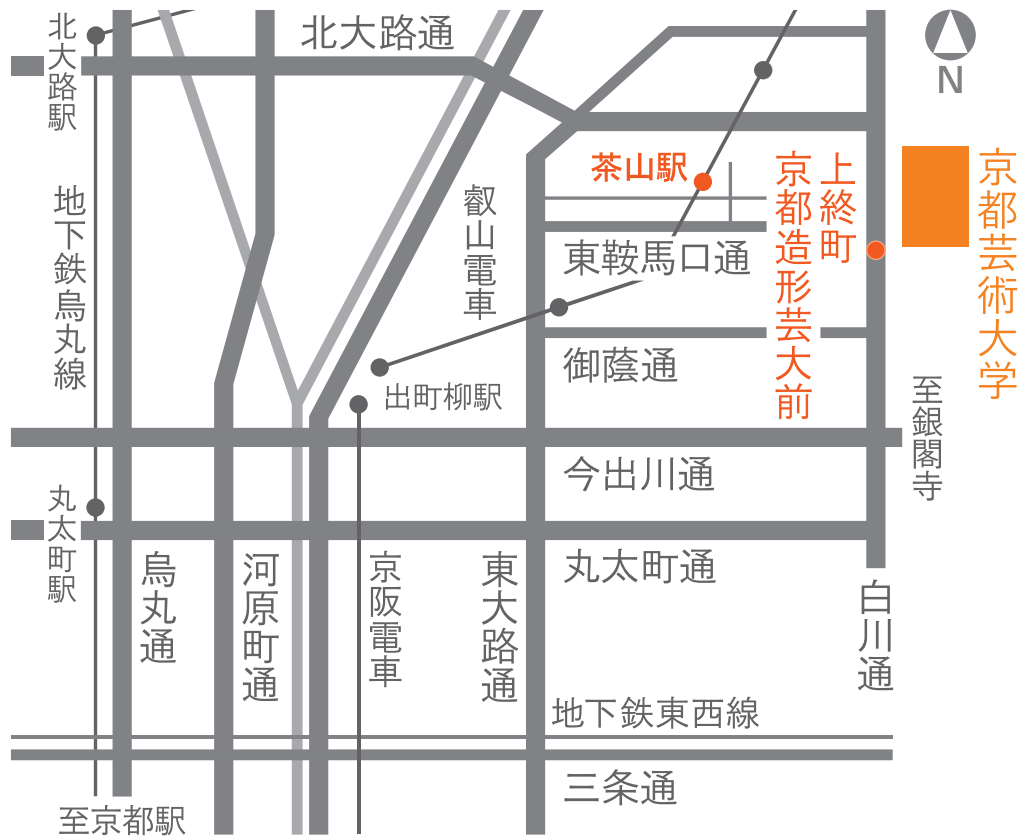 北大路駅
北大路通
N
茶山駅
上終町
京都造形芸大前
京都芸術大学
地下鉄烏丸線
叡山電車
東鞍馬口通
御蔭通
出町柳駅
至銀閣寺
今出川通
丸太町駅
丸太町通
烏丸通
河原町通
京阪電車
東大路通
白川通
地下鉄東西線
三条通
至京都駅